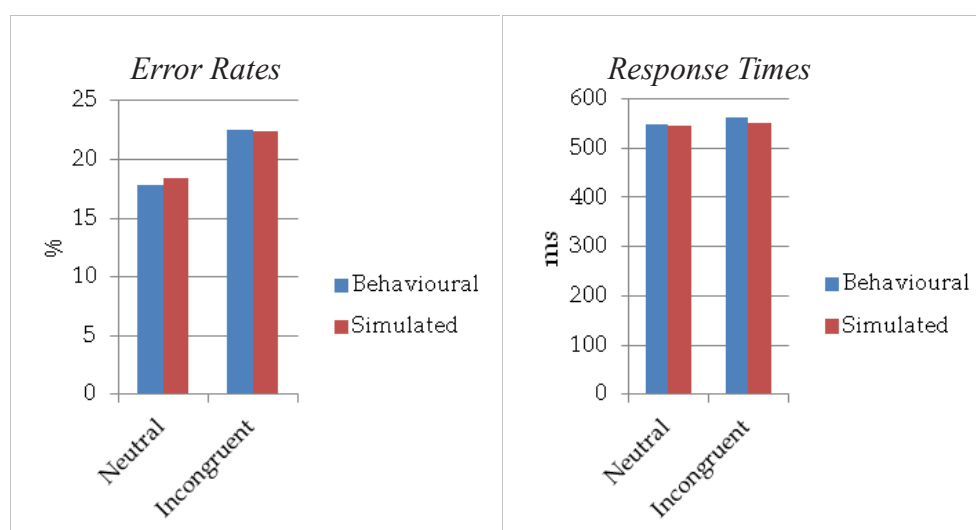 Error Rates
25
20
15
10
5
0
%
Neutral
Incongruent
Behavioural
Simulated
Response Times
600
500
400
300
200
100
0
ms
Neutral
Incongruent
Behavioural
Simulated